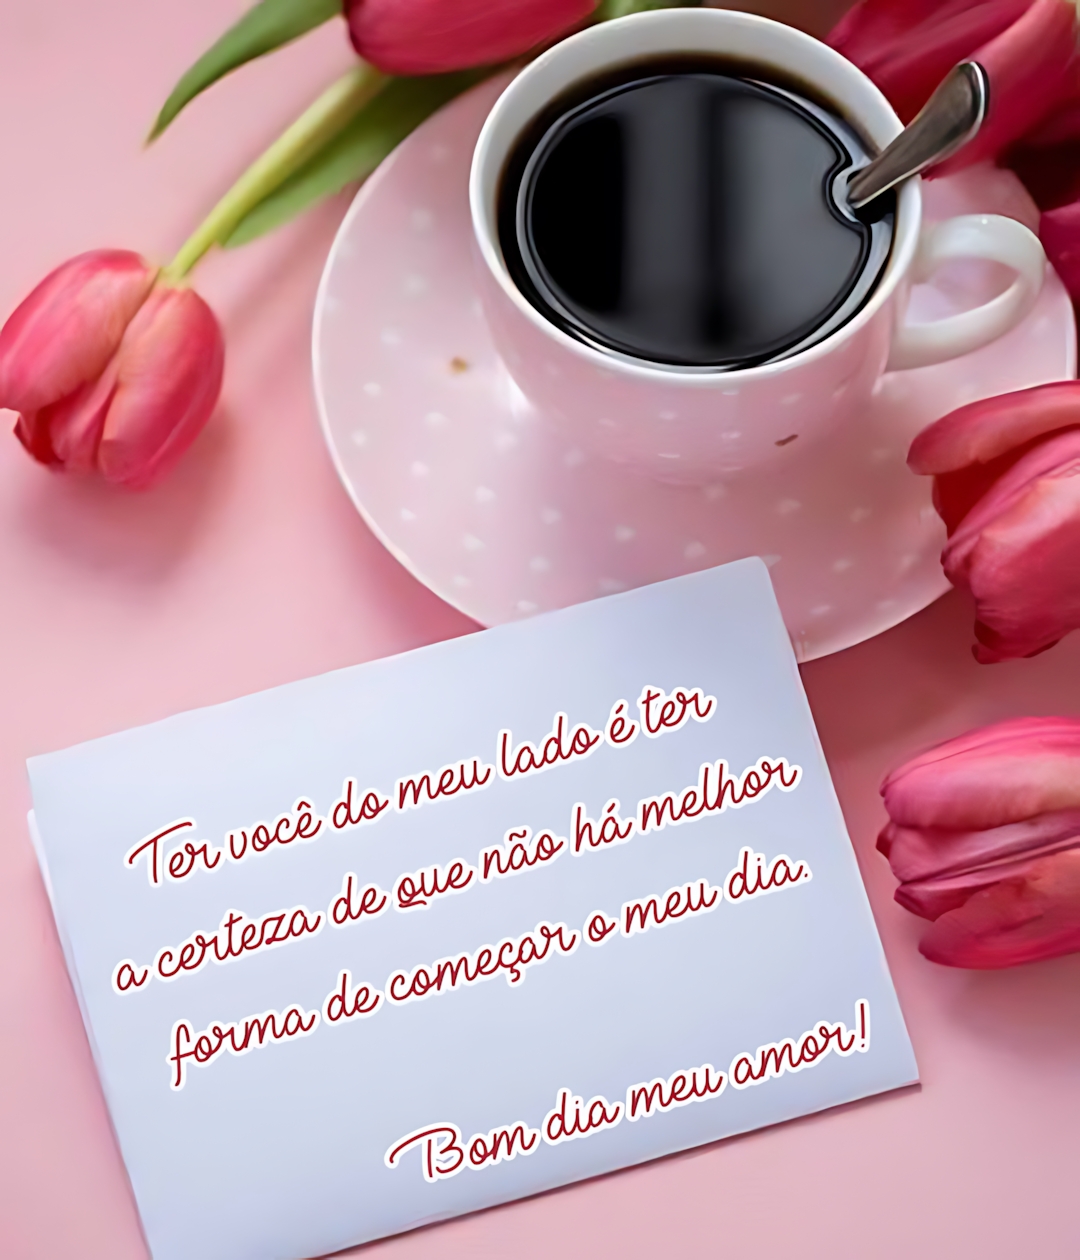 Ter você do meu lado é ter
a certeza de que não há melhor
forma de começar o meu dia.
Bom dia meu amor!